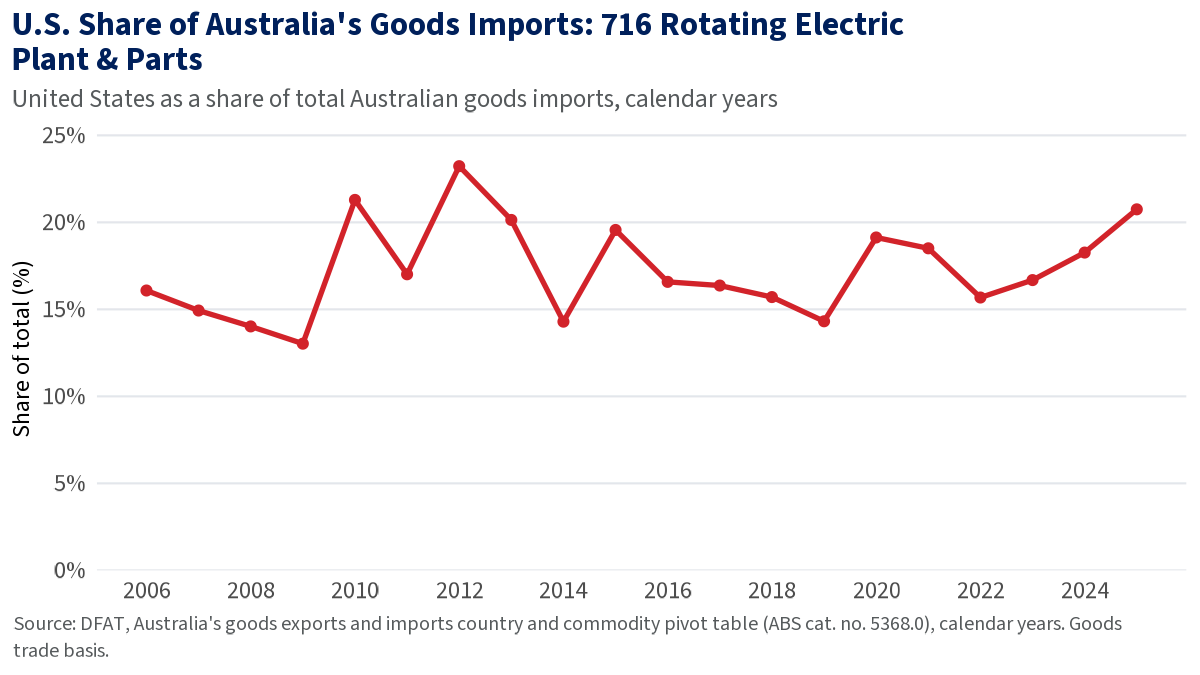 U.S. Share of Australia's Goods Imports: 716 Rotating Electric
Plant & Parts
United States as a share of total Australian goods imports, calendar years
25%
20%
15%
10%
5%
0%
Share of total (%)
2006 2008 2010 2012 2014 2016 2018 2020 2022 2024
Source: DFAT, Australia's goods exports and imports country and commodity pivot table (ABS cat. no. 5368.0), calendar years. Goods
trade basis.